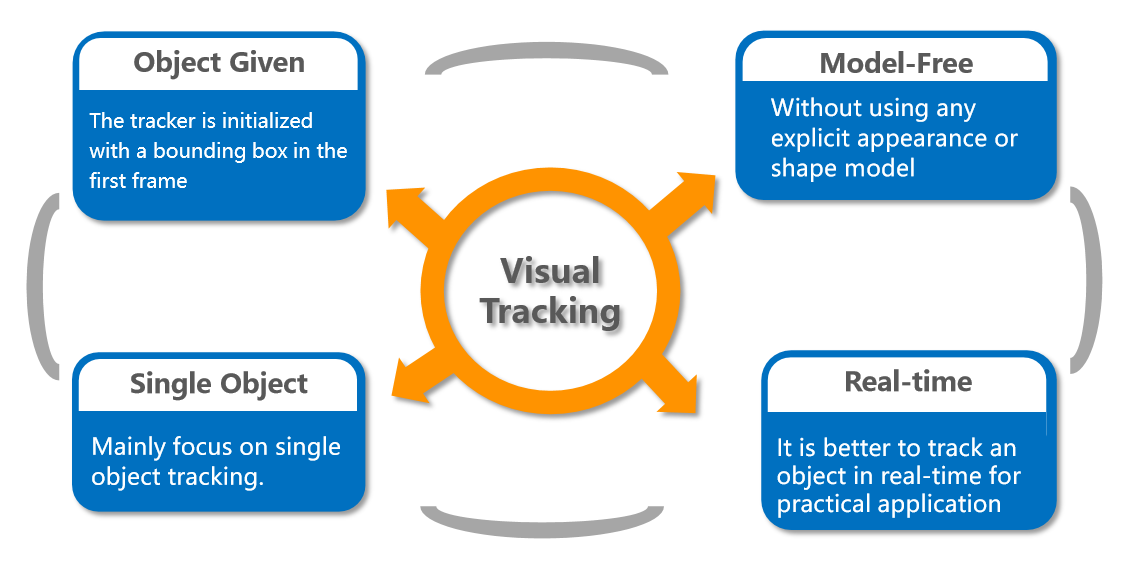 Object Given
The tracker is initialized
with a bounding box in the
first frame
Model-Free
Without using any
explicit appearance or
shape model
Visual
Tracking
Single Object
Mainly focus on single
object tracking.
Real-time
It is better to track an
object in real-time for
practical application